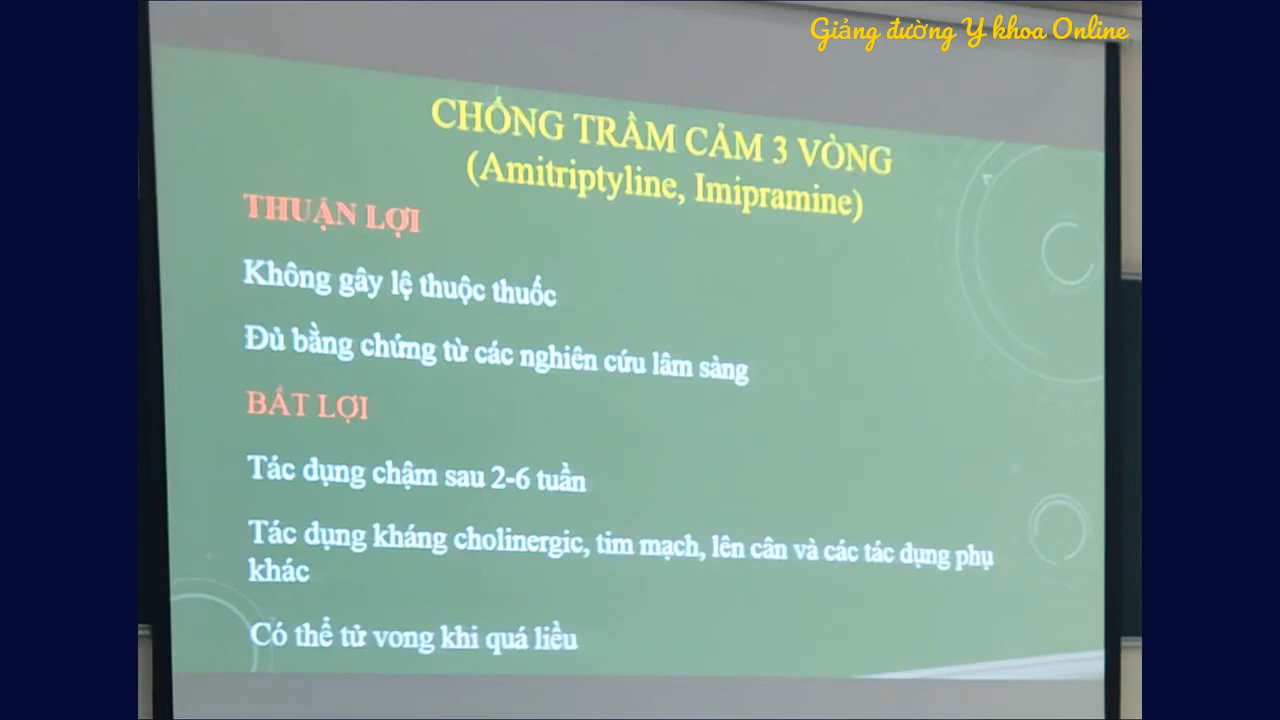 Giảng đường Y khoa Online
CHỐNG TRẦM CẢM 3 VÒNG
(Amitriptyline, Imipramine)
THUẬN LỢI
Không gây lệ thuộc thuốc
Đủ bằng chứng từ các nghiên cứu lâm sàng
BẤT LỢI
Tác dụng chậm sau 2-6 tuần
Tác dụng kháng cholinergic, tim mạch, lên cân và các tác dụng phụ
khác
Có thể tử vong khi quá liều